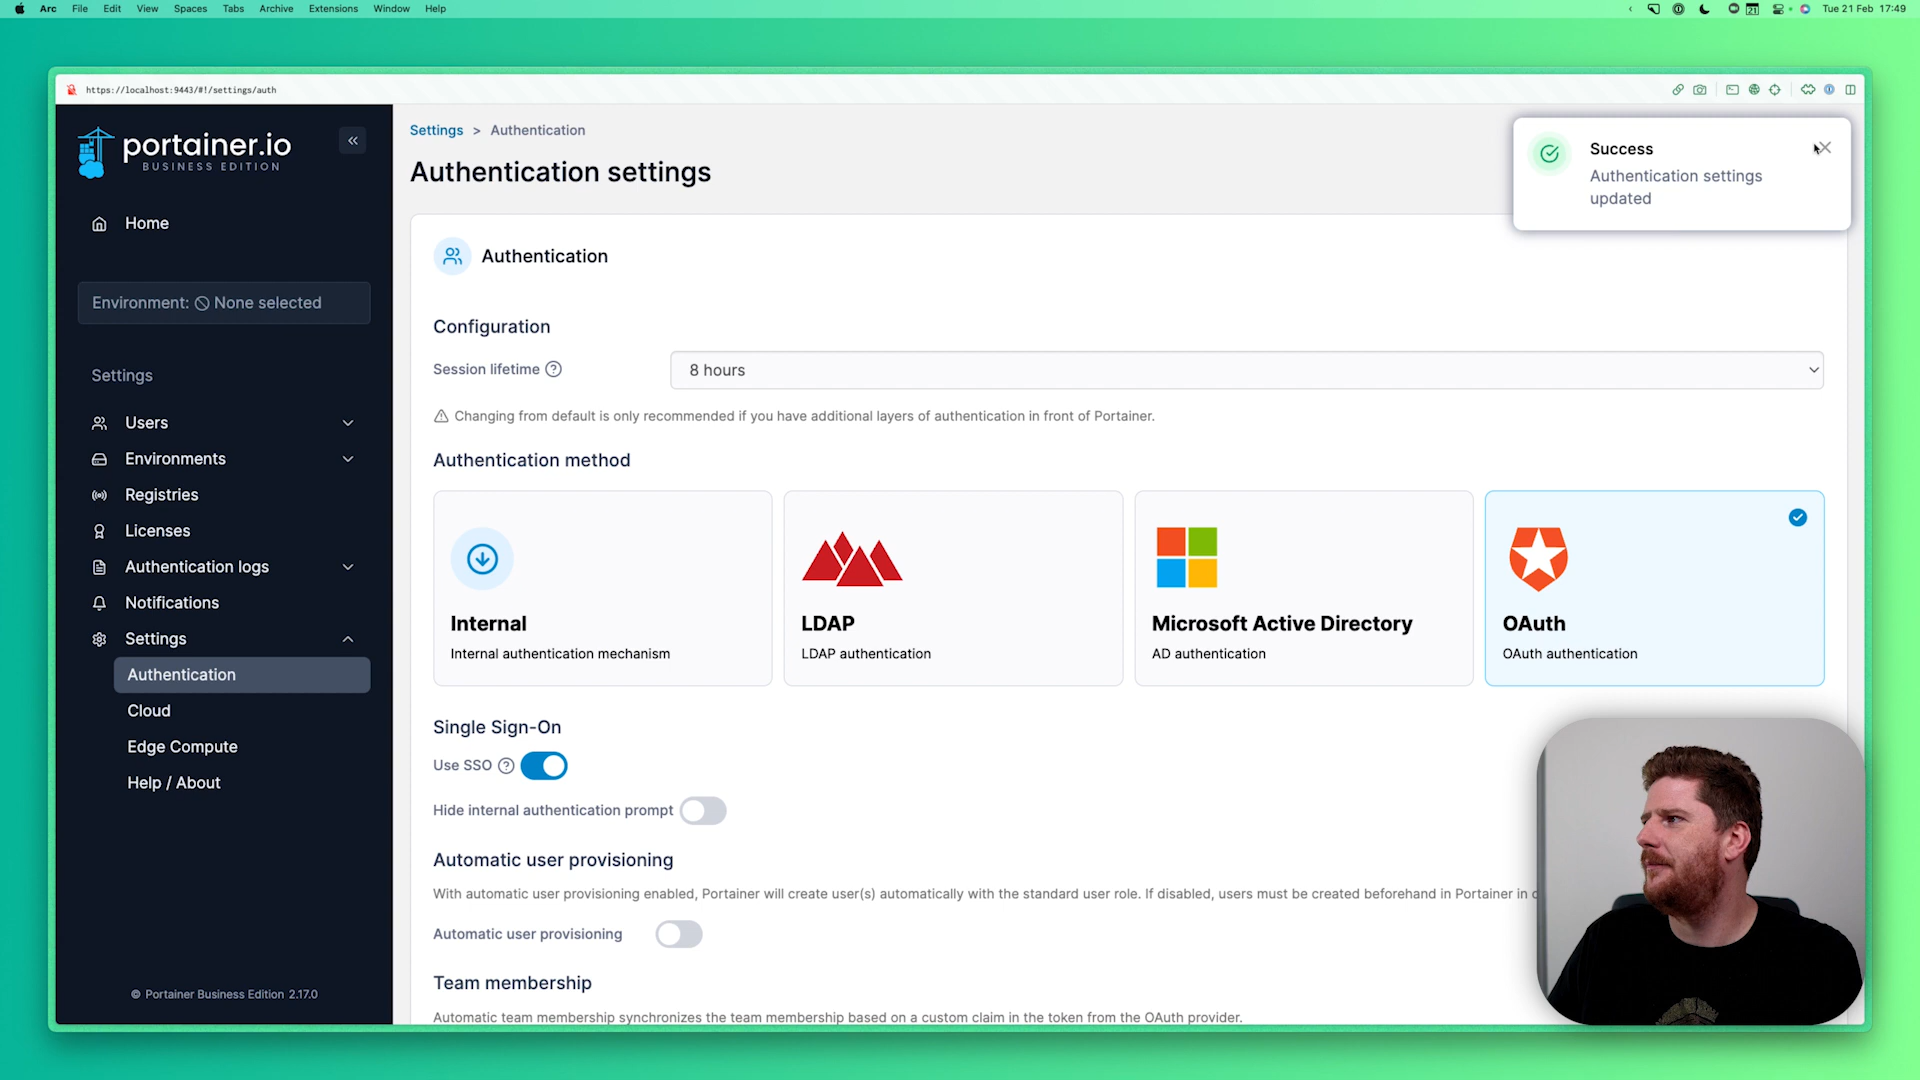 Arc File Edit View Spaces Tabs Archive Extensions Window Help
21
Tue 21 Feb 17:49
https://localhost:9443/#!/settings/auth
portainer.io
BUSINESS EDITION
Home
Environment: None selected
Settings
Users
Environments
Registries
Licenses
Authentication logs
Notifications
Settings
Authentication
Cloud
Edge Compute
Help / About
© Portainer Business Edition 2.17.0
Settings > Authentication
Authentication settings
Success
Authentication settings
updated
Authentication
Configuration
Session lifetime
8 hours
Changing from default is only recommended if you have additional layers of authentication in front of Portainer.
Authentication method
Internal
Internal authentication mechanism
LDAP
LDAP authentication
Microsoft Active Directory
AD authentication
OAuth
OAuth authentication
Single Sign-On
Use SSO
Hide internal authentication prompt
Automatic user provisioning
With automatic user provisioning enabled, Portainer will create user(s) automatically with the standard user role. If disabled, users must be created beforehand in Portainer in
Automatic user provisioning
Team membership
Automatic team membership synchronizes the team membership based on a custom claim in the token from the OAuth provider.